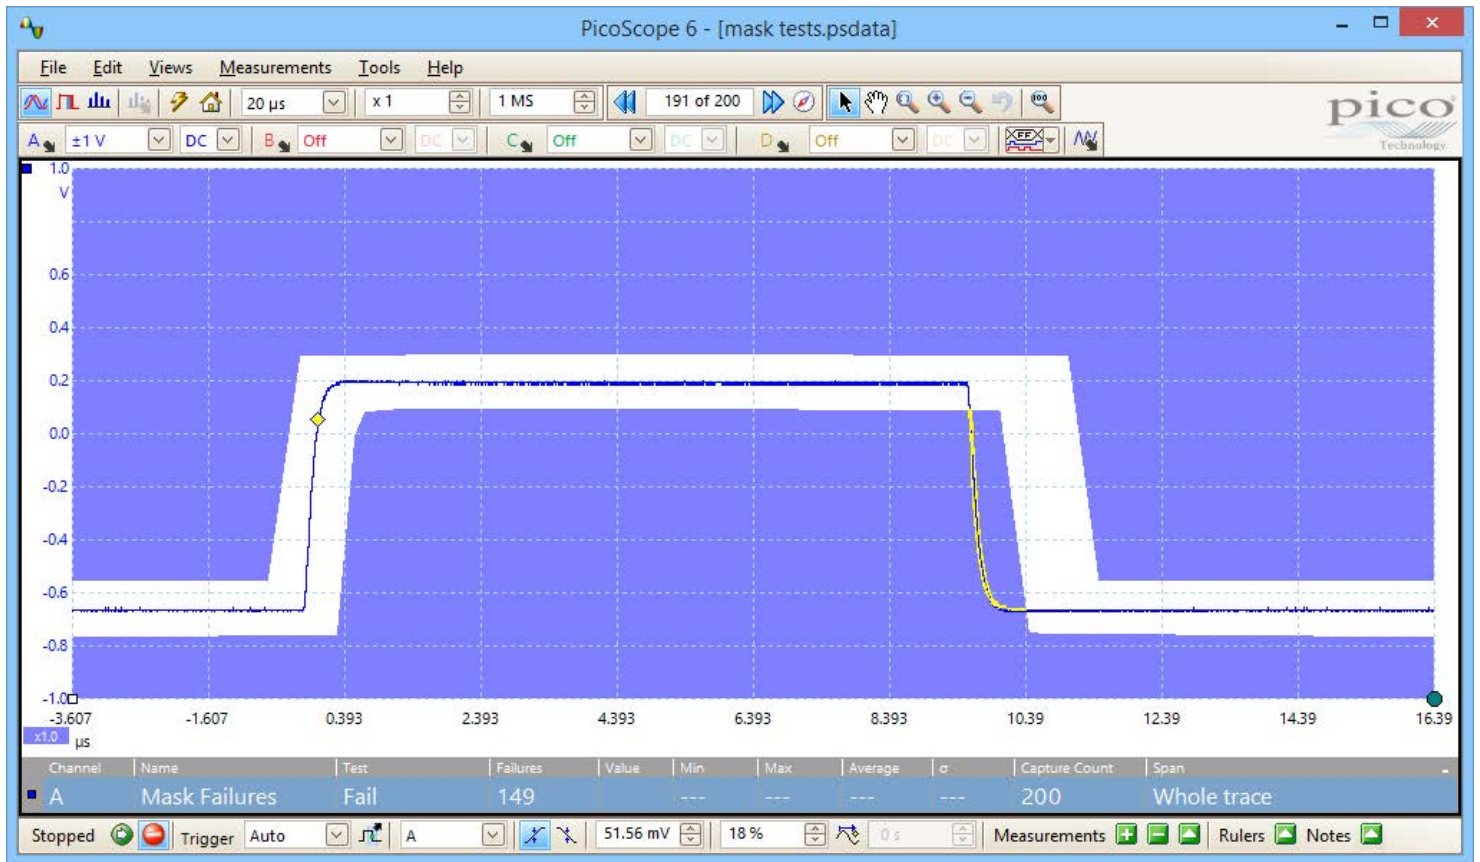 PicoScope 6 - [mask tests.psdata]
File Edit Views Measurements Tools Help
20 µs x 1 1 MS 191 of 200
pico
Technology
A ±1 V DC B Off DC C Off DC D Off DC
1.0
V
0.6
0.4
0.2
0.0
-0.2
-0.4
-0.6
-0.8
-1.0
-3.607 -1.607 0.393 2.393 4.393 6.393 8.393 10.39 12.39 14.39 16.39
x1.0 µs
Channel Name Test Failures Value Min Max Average σ Capture Count Span
A Mask Failures Fail 149 --- --- --- --- 200 Whole trace
Stopped Trigger Auto A 51.56 mV 18 % 0 s Measurements Rulers Notes